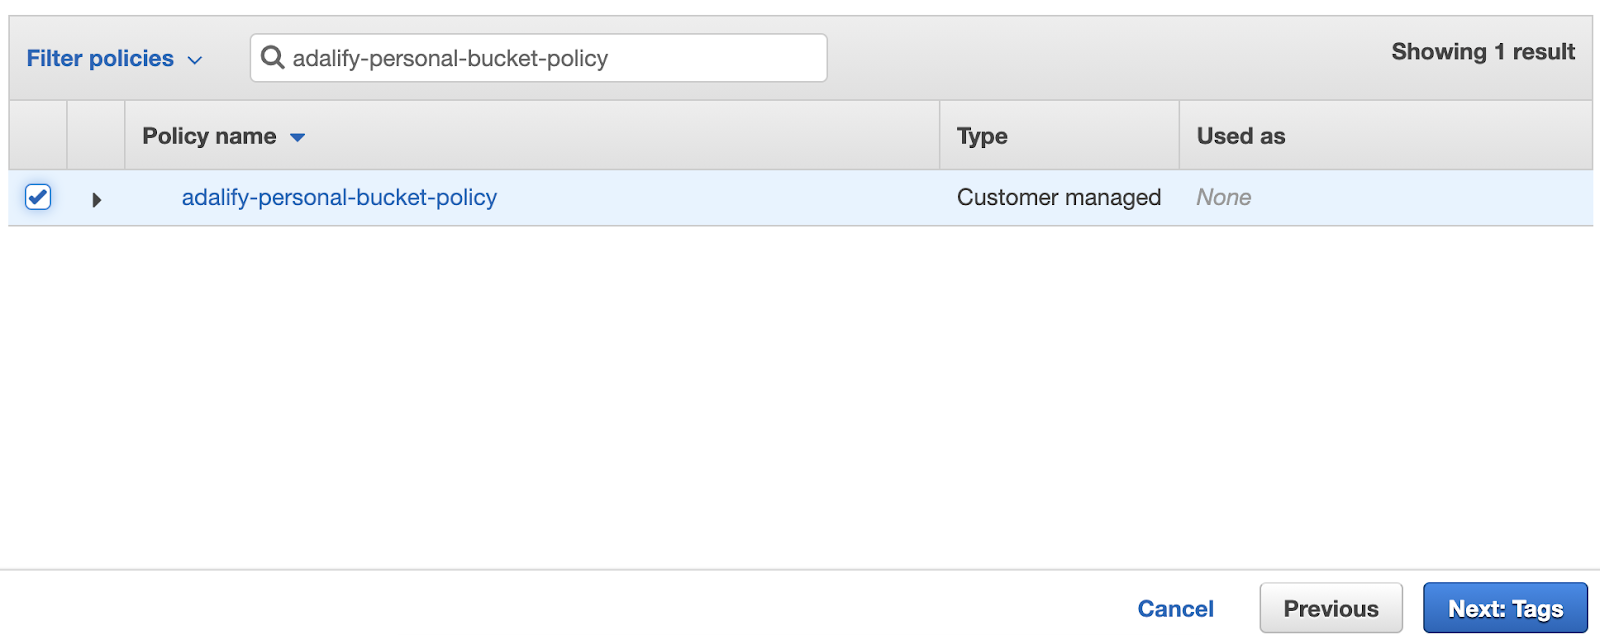 Filter policies
adalify-personal-bucket-policy
Showing 1 result
Policy name
Type
Used as
adalify-personal-bucket-policy
Customer managed
None
Cancel
Previous
Next: Tags